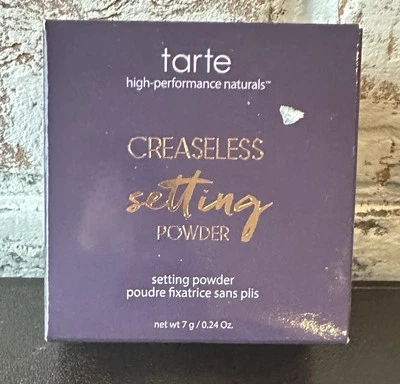 tarte
high-performance naturals™
CREASELESS
setting
POWDER
setting powder
poudre fixatrice sans plis
net wt 7 g / 0.24 Oz.